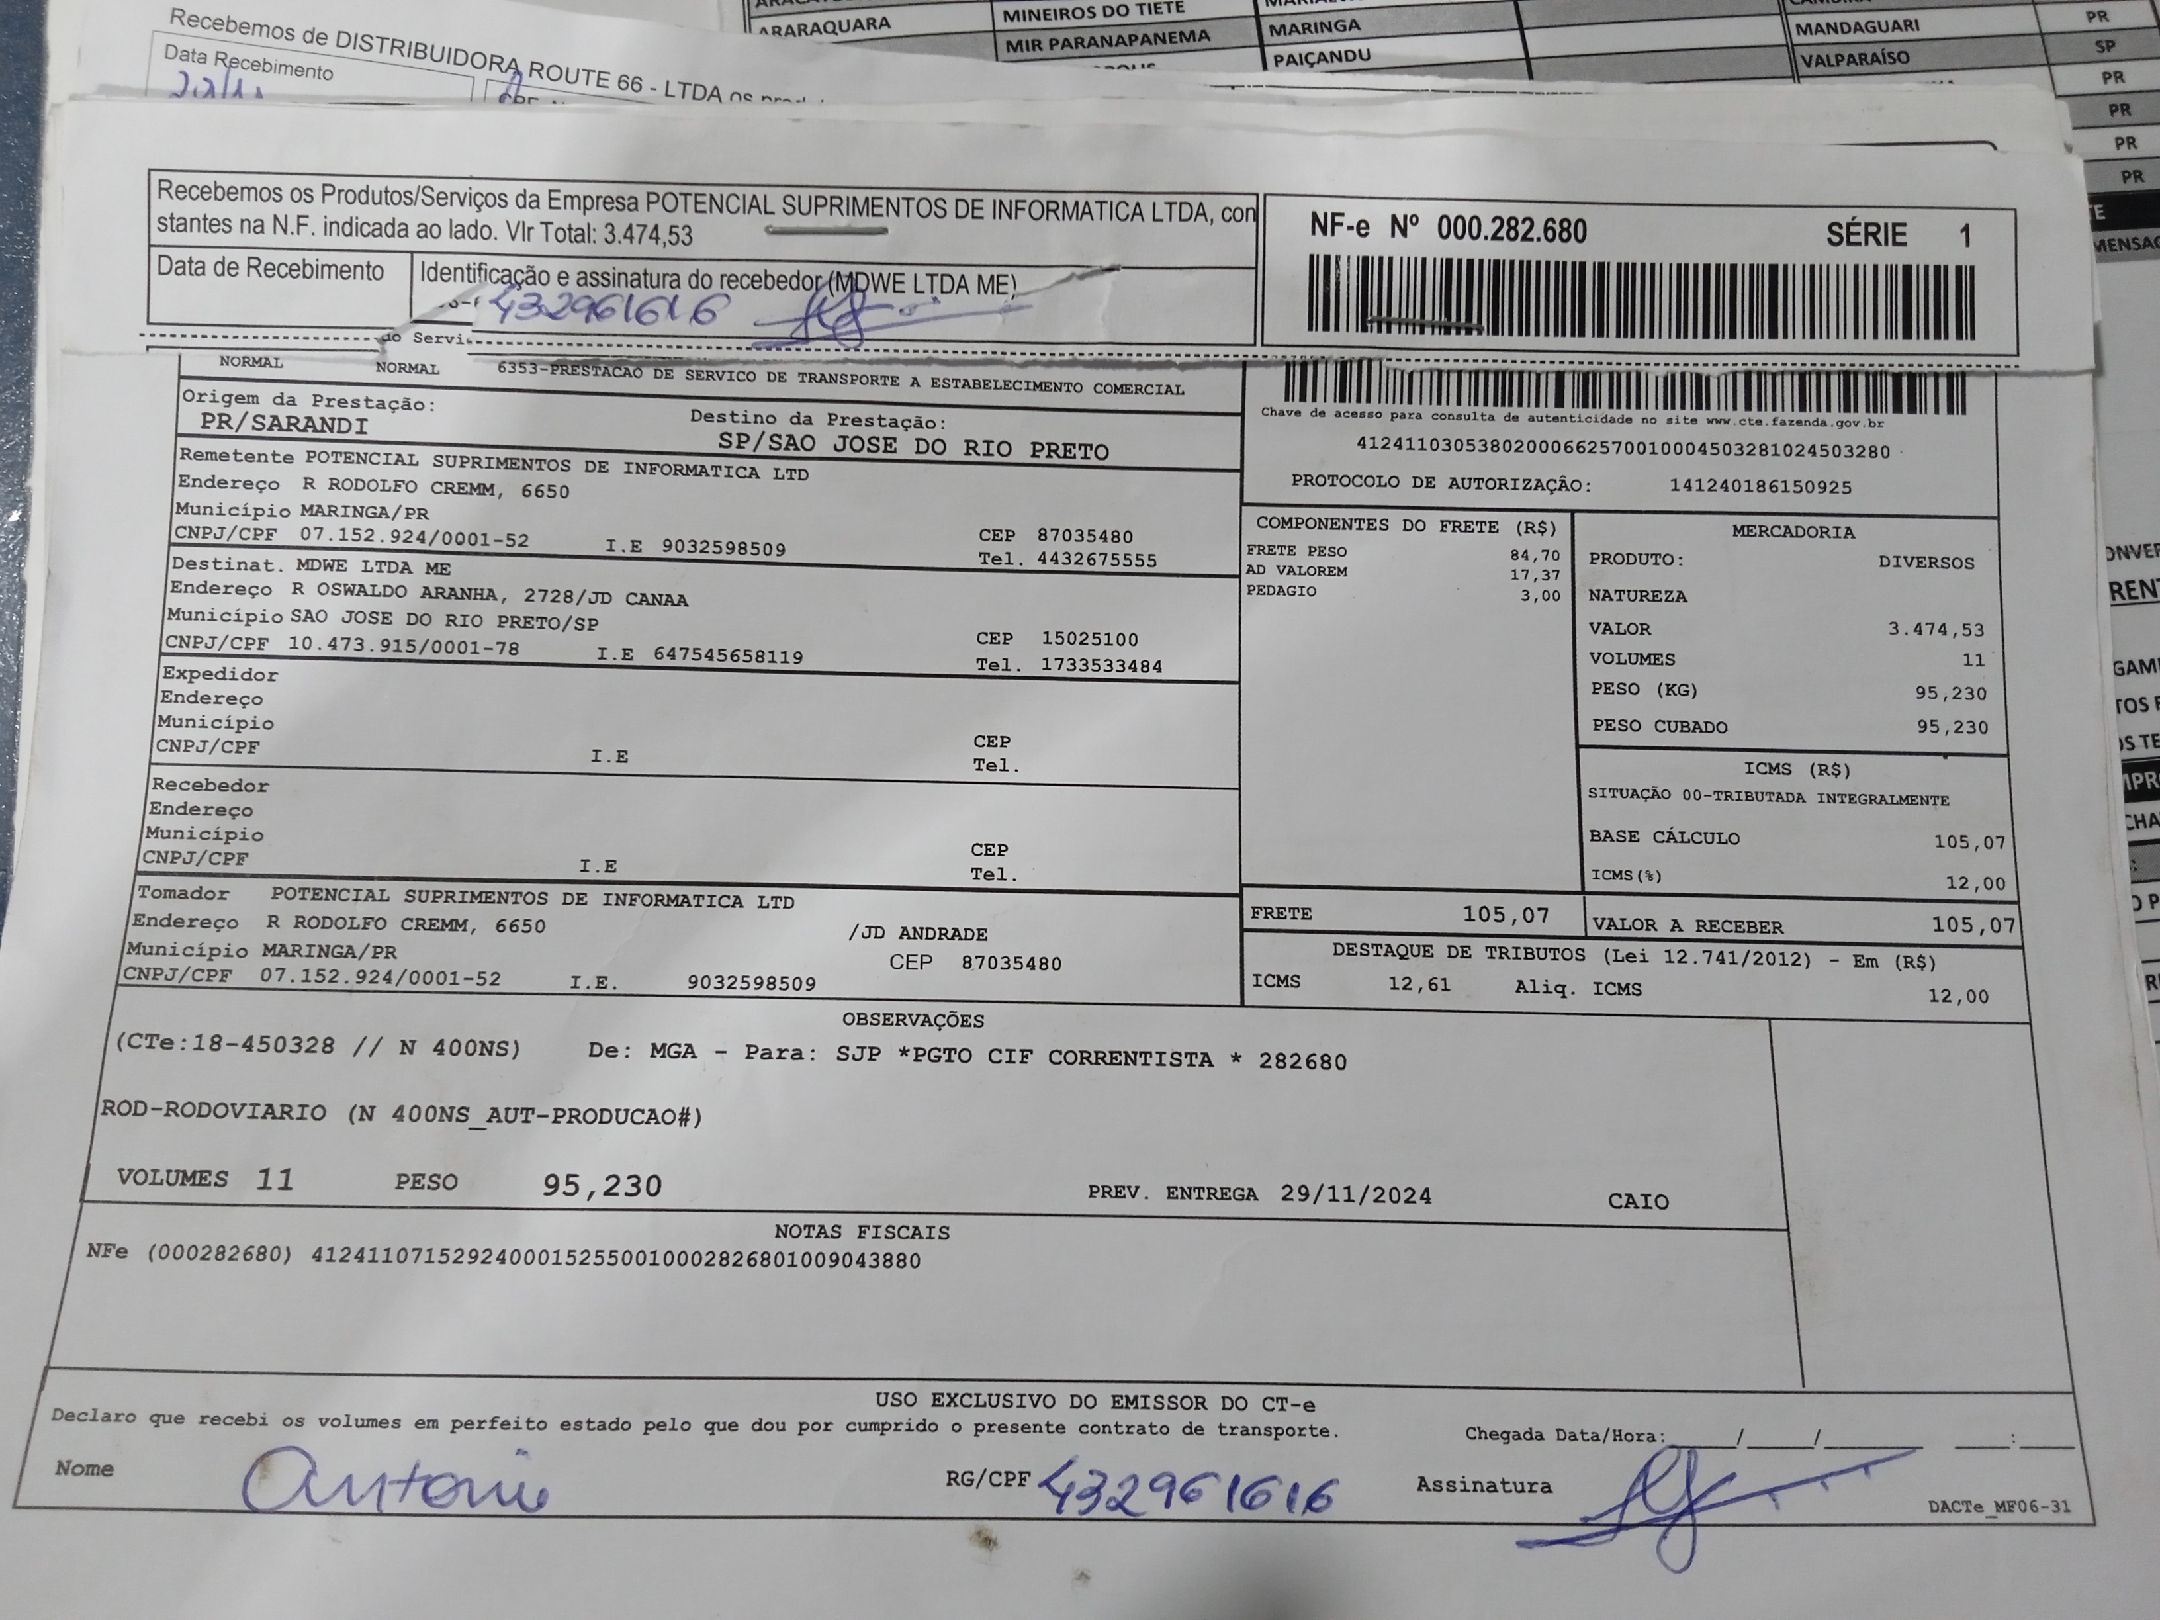 Recebemos de DISTRIBUIDORA ROUTE 66 - LTDA os
Data Recebimento
ARARAQUARA
MINEIROS DO TIETE
MIR PARANAPANEMA
MARINGA
PAIÇANDU
MANDAGUARI PR
VALPARAÍSO SP
PR
PR
PR
PR
Recebemos os Produtos/Serviços da Empresa POTENCIAL SUPRIMENTOS DE INFORMATICA LTDA, con
stantes na N.F. indicada ao lado. Vlr Total: 3.474,53
Data de Recebimento
Identificação e assinatura do recebedor (MDWE LTDA ME)
432961616
NF-e Nº 000.282.680 SÉRIE 1
do Servi
NORMAL NORMAL 6353-PRESTACAO DE SERVICO DE TRANSPORTE A ESTABELECIMENTO COMERCIAL
Origem da Prestação:
PR/SARANDI
Destino da Prestação:
SP/SAO JOSE DO RIO PRETO
Remetente POTENCIAL SUPRIMENTOS DE INFORMATICA LTD
Endereço R RODOLFO CREMM, 6650
Município MARINGA/PR
CEP 87035480
CNPJ/CPF 07.152.924/0001-52 I.E 9032598509 Tel. 4432675555
Destinat. MDWE LTDA ME
Endereço R OSWALDO ARANHA, 2728/JD CANAA
Município SAO JOSE DO RIO PRETO/SP
CEP 15025100
CNPJ/CPF 10.473.915/0001-78 I.E 647545658119 Tel. 1733533484
Expedidor
Endereço
Município
CEP
CNPJ/CPF I.E Tel.
Recebedor
Endereço
Município
CEP
CNPJ/CPF I.E Tel.
Tomador POTENCIAL SUPRIMENTOS DE INFORMATICA LTD
Endereço R RODOLFO CREMM, 6650 /JD ANDRADE
Município MARINGA/PR CEP 87035480
CNPJ/CPF 07.152.924/0001-52 I.E. 9032598509
Chave de acesso para consulta de autenticidade no site www.cte.fazenda.gov.br
41241103053802000662570010004503281024503280
PROTOCOLO DE AUTORIZAÇÃO: 141240186150925
COMPONENTES DO FRETE (R$)
FRETE PESO 84,70
AD VALOREM 17,37
PEDAGIO 3,00
MERCADORIA
PRODUTO: DIVERSOS
NATUREZA
VALOR 3.474,53
VOLUMES 11
PESO (KG) 95,230
PESO CUBADO 95,230
ICMS (R$)
SITUAÇÃO 00-TRIBUTADA INTEGRALMENTE
BASE CÁLCULO 105,07
ICMS(%) 12,00
FRETE 105,07 VALOR A RECEBER 105,07
DESTAQUE DE TRIBUTOS (Lei 12.741/2012) - Em (R$)
ICMS 12,61 Aliq. ICMS 12,00
OBSERVAÇÕES
(CTe:18-450328 // N 400NS) De: MGA - Para: SJP *PGTO CIF CORRENTISTA * 282680
ROD-RODOVIARIO (N 400NS_AUT-PRODUCAO#)
VOLUMES 11 PESO 95,230 PREV. ENTREGA 29/11/2024 CAIO
NOTAS FISCAIS
NFe (000282680) 41241107152924000152550010002826801009043880
USO EXCLUSIVO DO EMISSOR DO CT-e
Declaro que recebi os volumes em perfeito estado pelo que dou por cumprido o presente contrato de transporte.
Chegada Data/Hora: / / :
Nome Antonio RG/CPF 432961616 Assinatura
DACTe_MF06-31